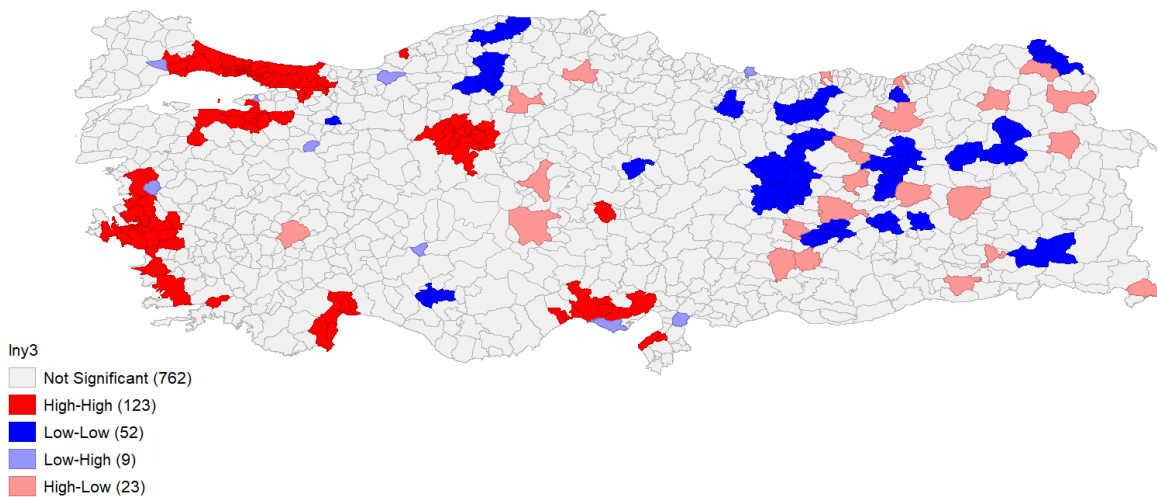 lny3
Not Significant (762)
High-High (123)
Low-Low (52)
Low-High (9)
High-Low (23)